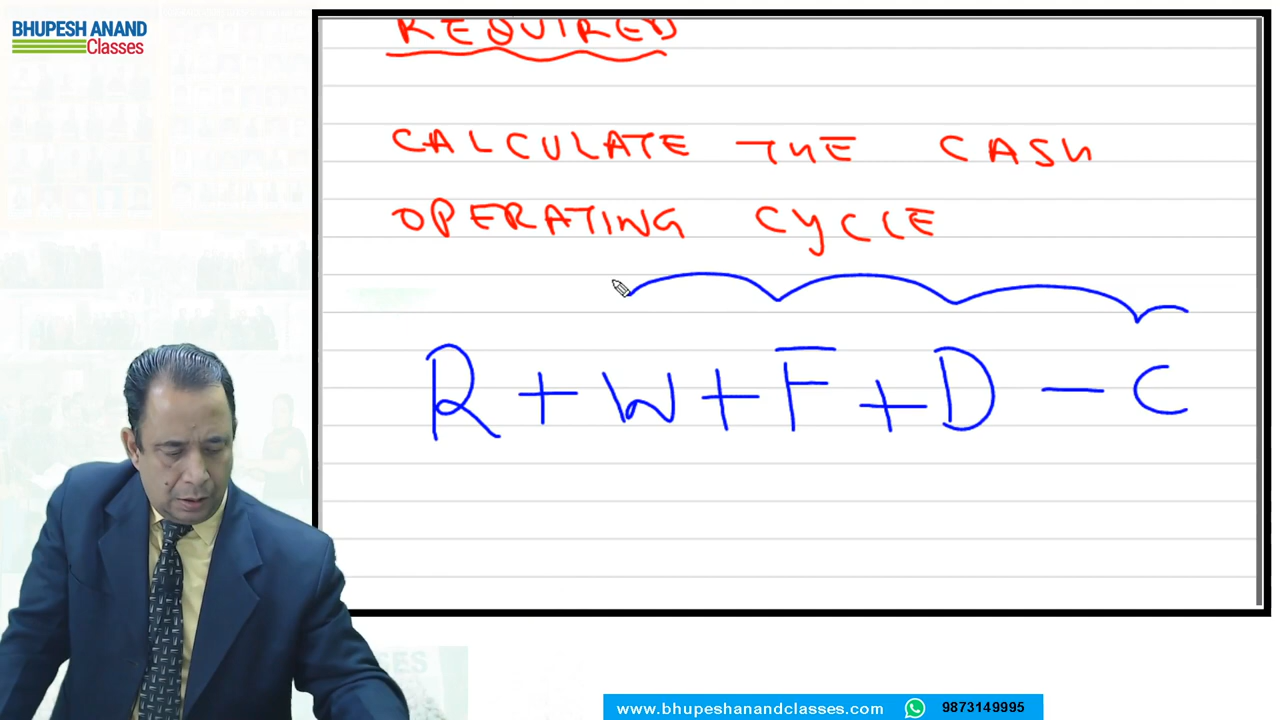 BHUPESH ANAND
Classes
REQUIRED
CALCULATE THE CASH
OPERATING CYCLE
R + W + F + D - C
www.bhupeshanandclasses.com 9873149995